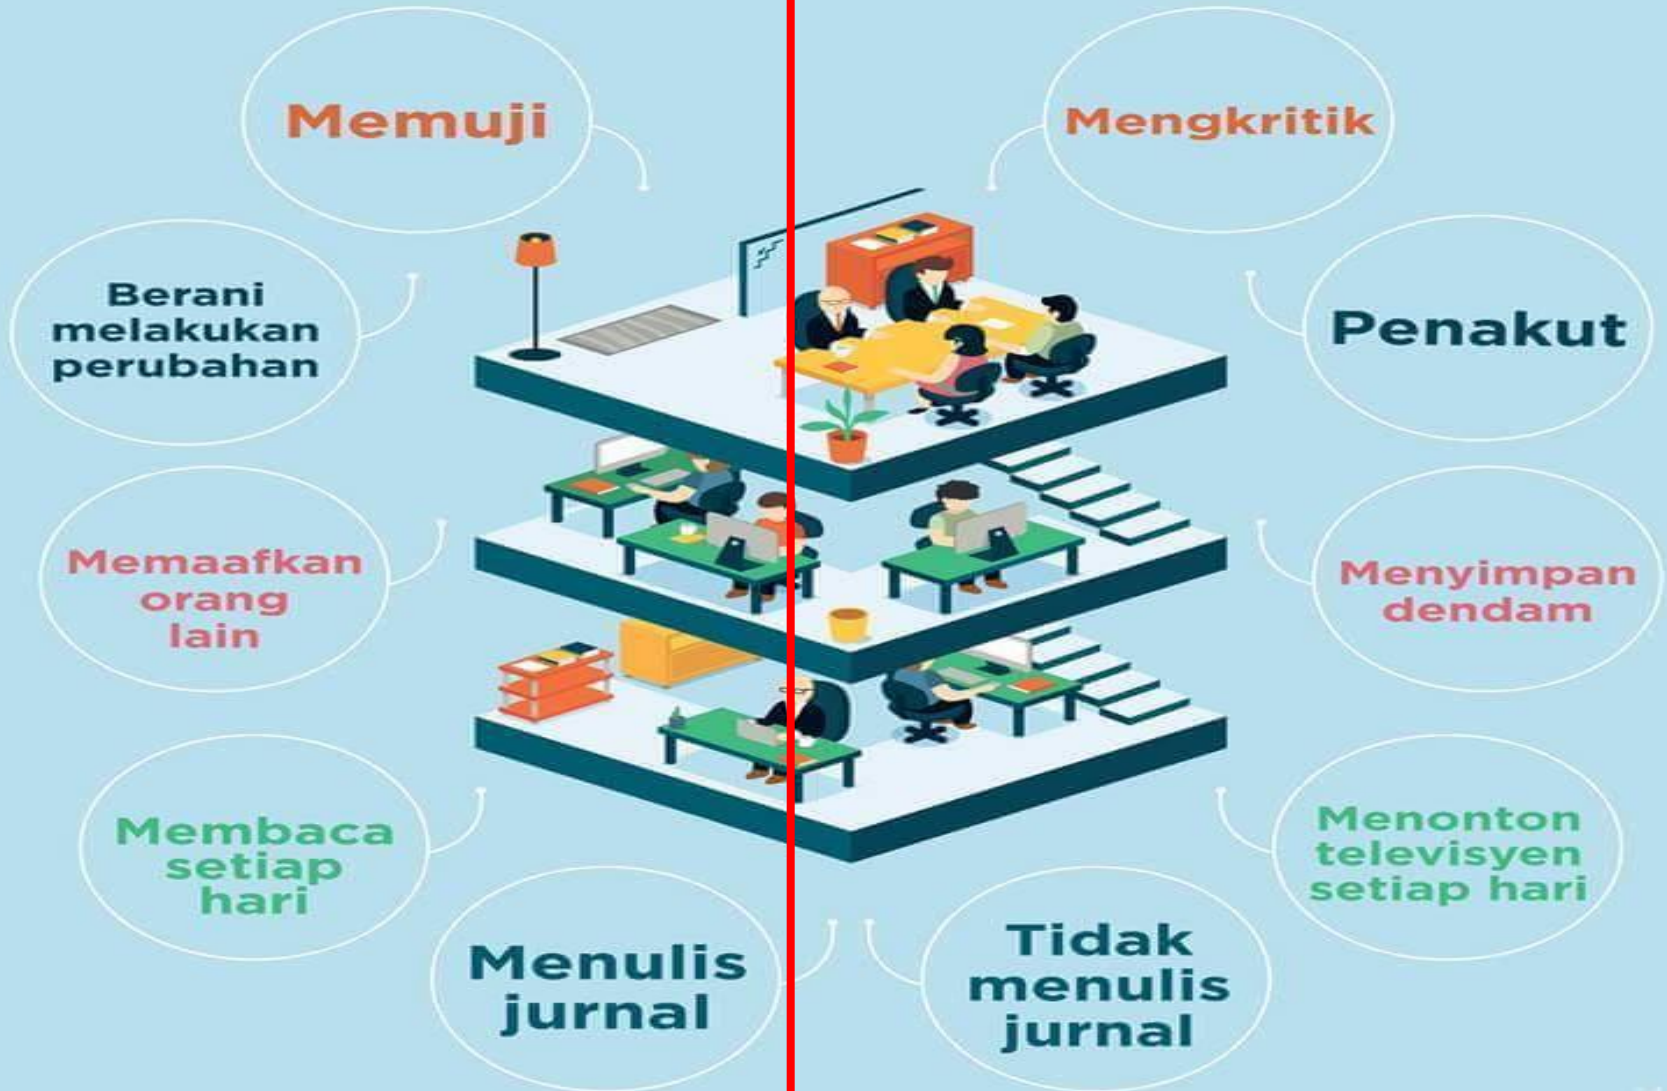 Memuji
Mengkritik
Berani
melakukan
perubahan
Penakut
Memaafkan
orang
lain
Menyimpan
dendam
Membaca
setiap
hari
Menonton
televisyen
setiap hari
Menulis
jurnal
Tidak
menulis
jurnal